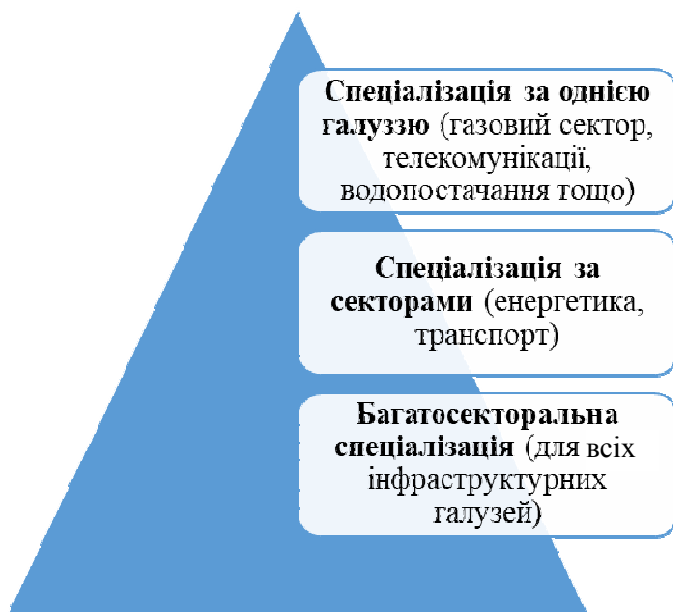 Спеціалізація за однією
галуззю (газовий сектор,
телекомунікації,
водопостачання тощо)
Спеціалізація за
секторами (енергетика,
транспорт)
Багатосекторальна
спеціалізація (для всіх
інфраструктурних
галузей)